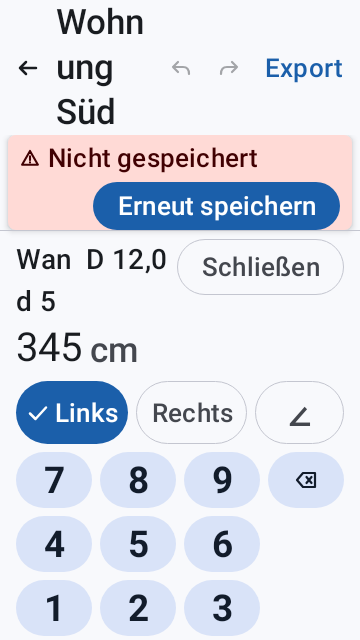 Wohn
ung
Süd
Export
Nicht gespeichert
Erneut speichern
Wan D 12,0
d 5
Schließen
345 cm
Links Rechts
7 8 9
4 5 6
1 2 3